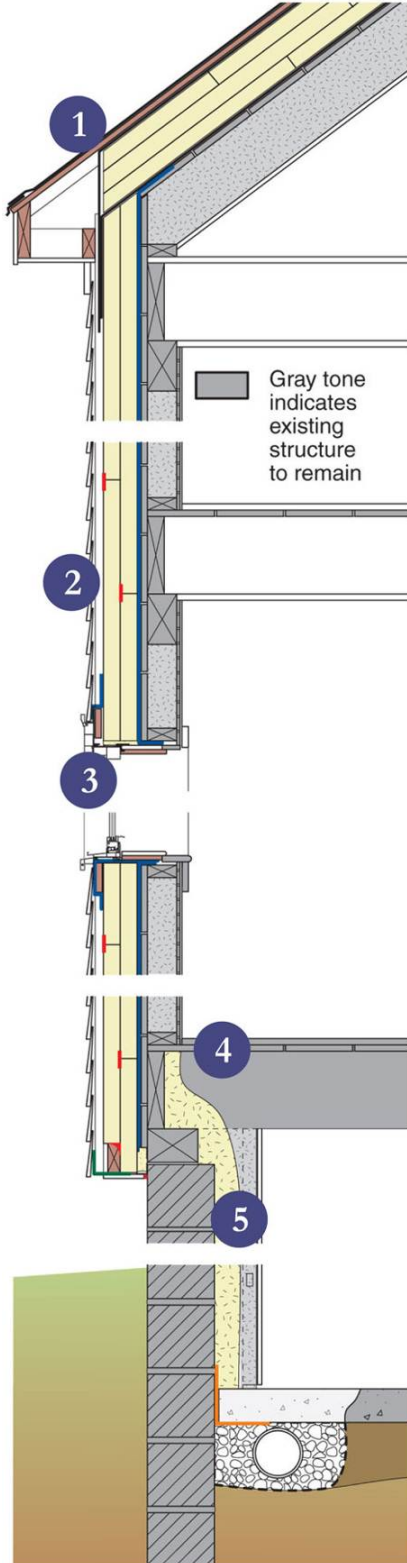 1
Gray tone
indicates
existing
structure
to remain
2
3
4
5